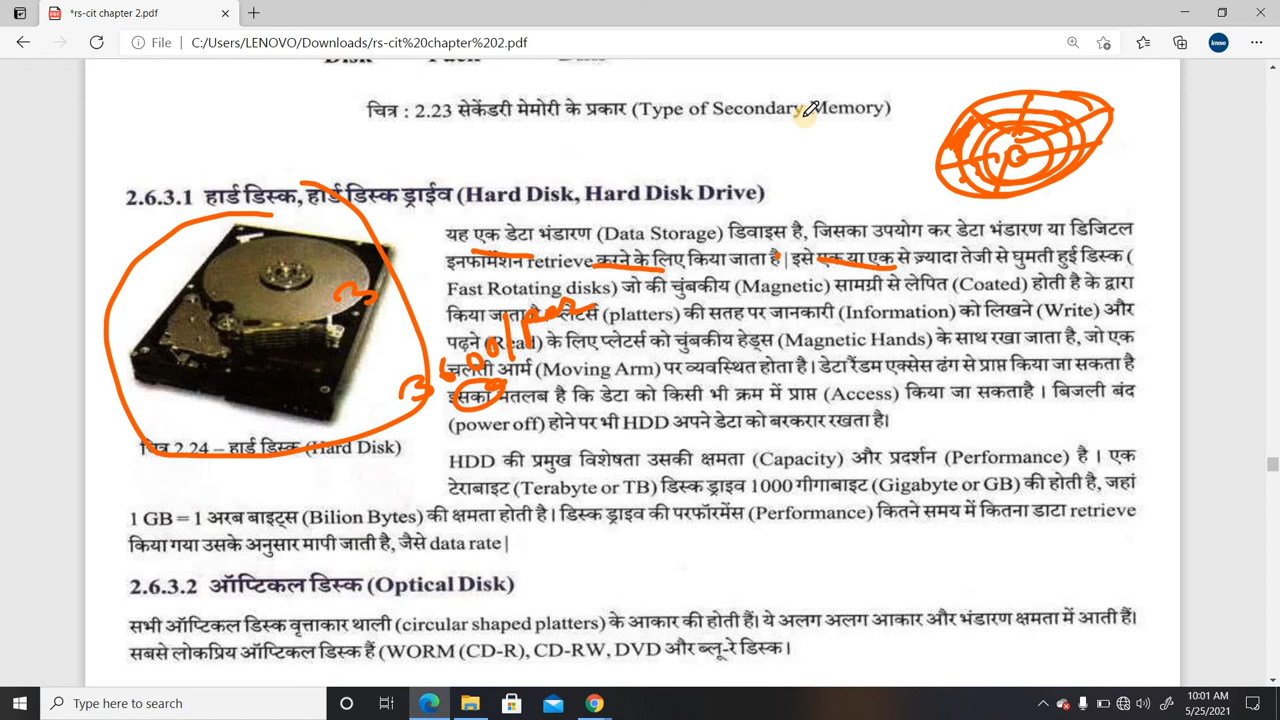 *rs-cit chapter 2.pdf
File
C:/Users/LENOVO/Downloads/rs-cit%20chapter%202.pdf
चित्र : 2.23 सेकेंडरी मेमोरी के प्रकार (Type of Secondary Memory)
2.6.3.1 हार्ड डिस्क, हार्ड डिस्क ड्राईव (Hard Disk, Hard Disk Drive)
यह एक डेटा भंडारण (Data Storage) डिवाइस है, जिसका उपयोग कर डेटा भंडारण या डिजिटल
इनफार्मेशन retrieve करने के लिए किया जाता है | इसे एक या एक से ज़्यादा तेजी से घुमती हुई डिस्क (
Fast Rotating disks) जो की चुंबकीय (Magnetic) सामग्री से लेपित (Coated) होती है के द्वारा
किया जाता है प्लेटर्स (platters) की सतह पर जानकारी (Information) को लिखने (Write) और
पढ़ने (Read) के लिए प्लेटर्स को चुंबकीय हेड्स (Magnetic Hands) के साथ रखा जाता है, जो एक
चलती आर्म (Moving Arm) पर व्यवस्थित होता है। डेटा रैंडम एक्सेस ढंग से प्राप्त किया जा सकता है
इसका मतलब है कि डेटा को किसी भी क्रम में प्राप्त (Access) किया जा सकताहै । बिजली बंद
(power off) होने पर भी HDD अपने डेटा को बरकरार रखता है।
चित्र 2.24 – हार्ड डिस्क (Hard Disk)
HDD की प्रमुख विशेषता उसकी क्षमता (Capacity) और प्रदर्शन (Performance) है । एक
टेराबाइट (Terabyte or TB) डिस्क ड्राइव 1000 गीगाबाइट (Gigabyte or GB) की होती है, जहां
1 GB = 1 अरब बाइट्स (Bilion Bytes) की क्षमता होती है। डिस्क ड्राइव की परफॉरमेंस (Performance) कितने समय में कितना डाटा retrieve
किया गया उसके अनुसार मापी जाती है, जैसे data rate |
2.6.3.2 ऑप्टिकल डिस्क (Optical Disk)
सभी ऑप्टिकल डिस्क वृत्ताकार थाली (circular shaped platters) के आकार की होती हैं। ये अलग अलग आकार और भंडारण क्षमता में आती हैं।
सबसे लोकप्रिय ऑप्टिकल डिस्क हैं (WORM (CD-R), CD-RW, DVD और ब्लू-रे डिस्क।
Type here to search
10:01 AM
5/25/2021